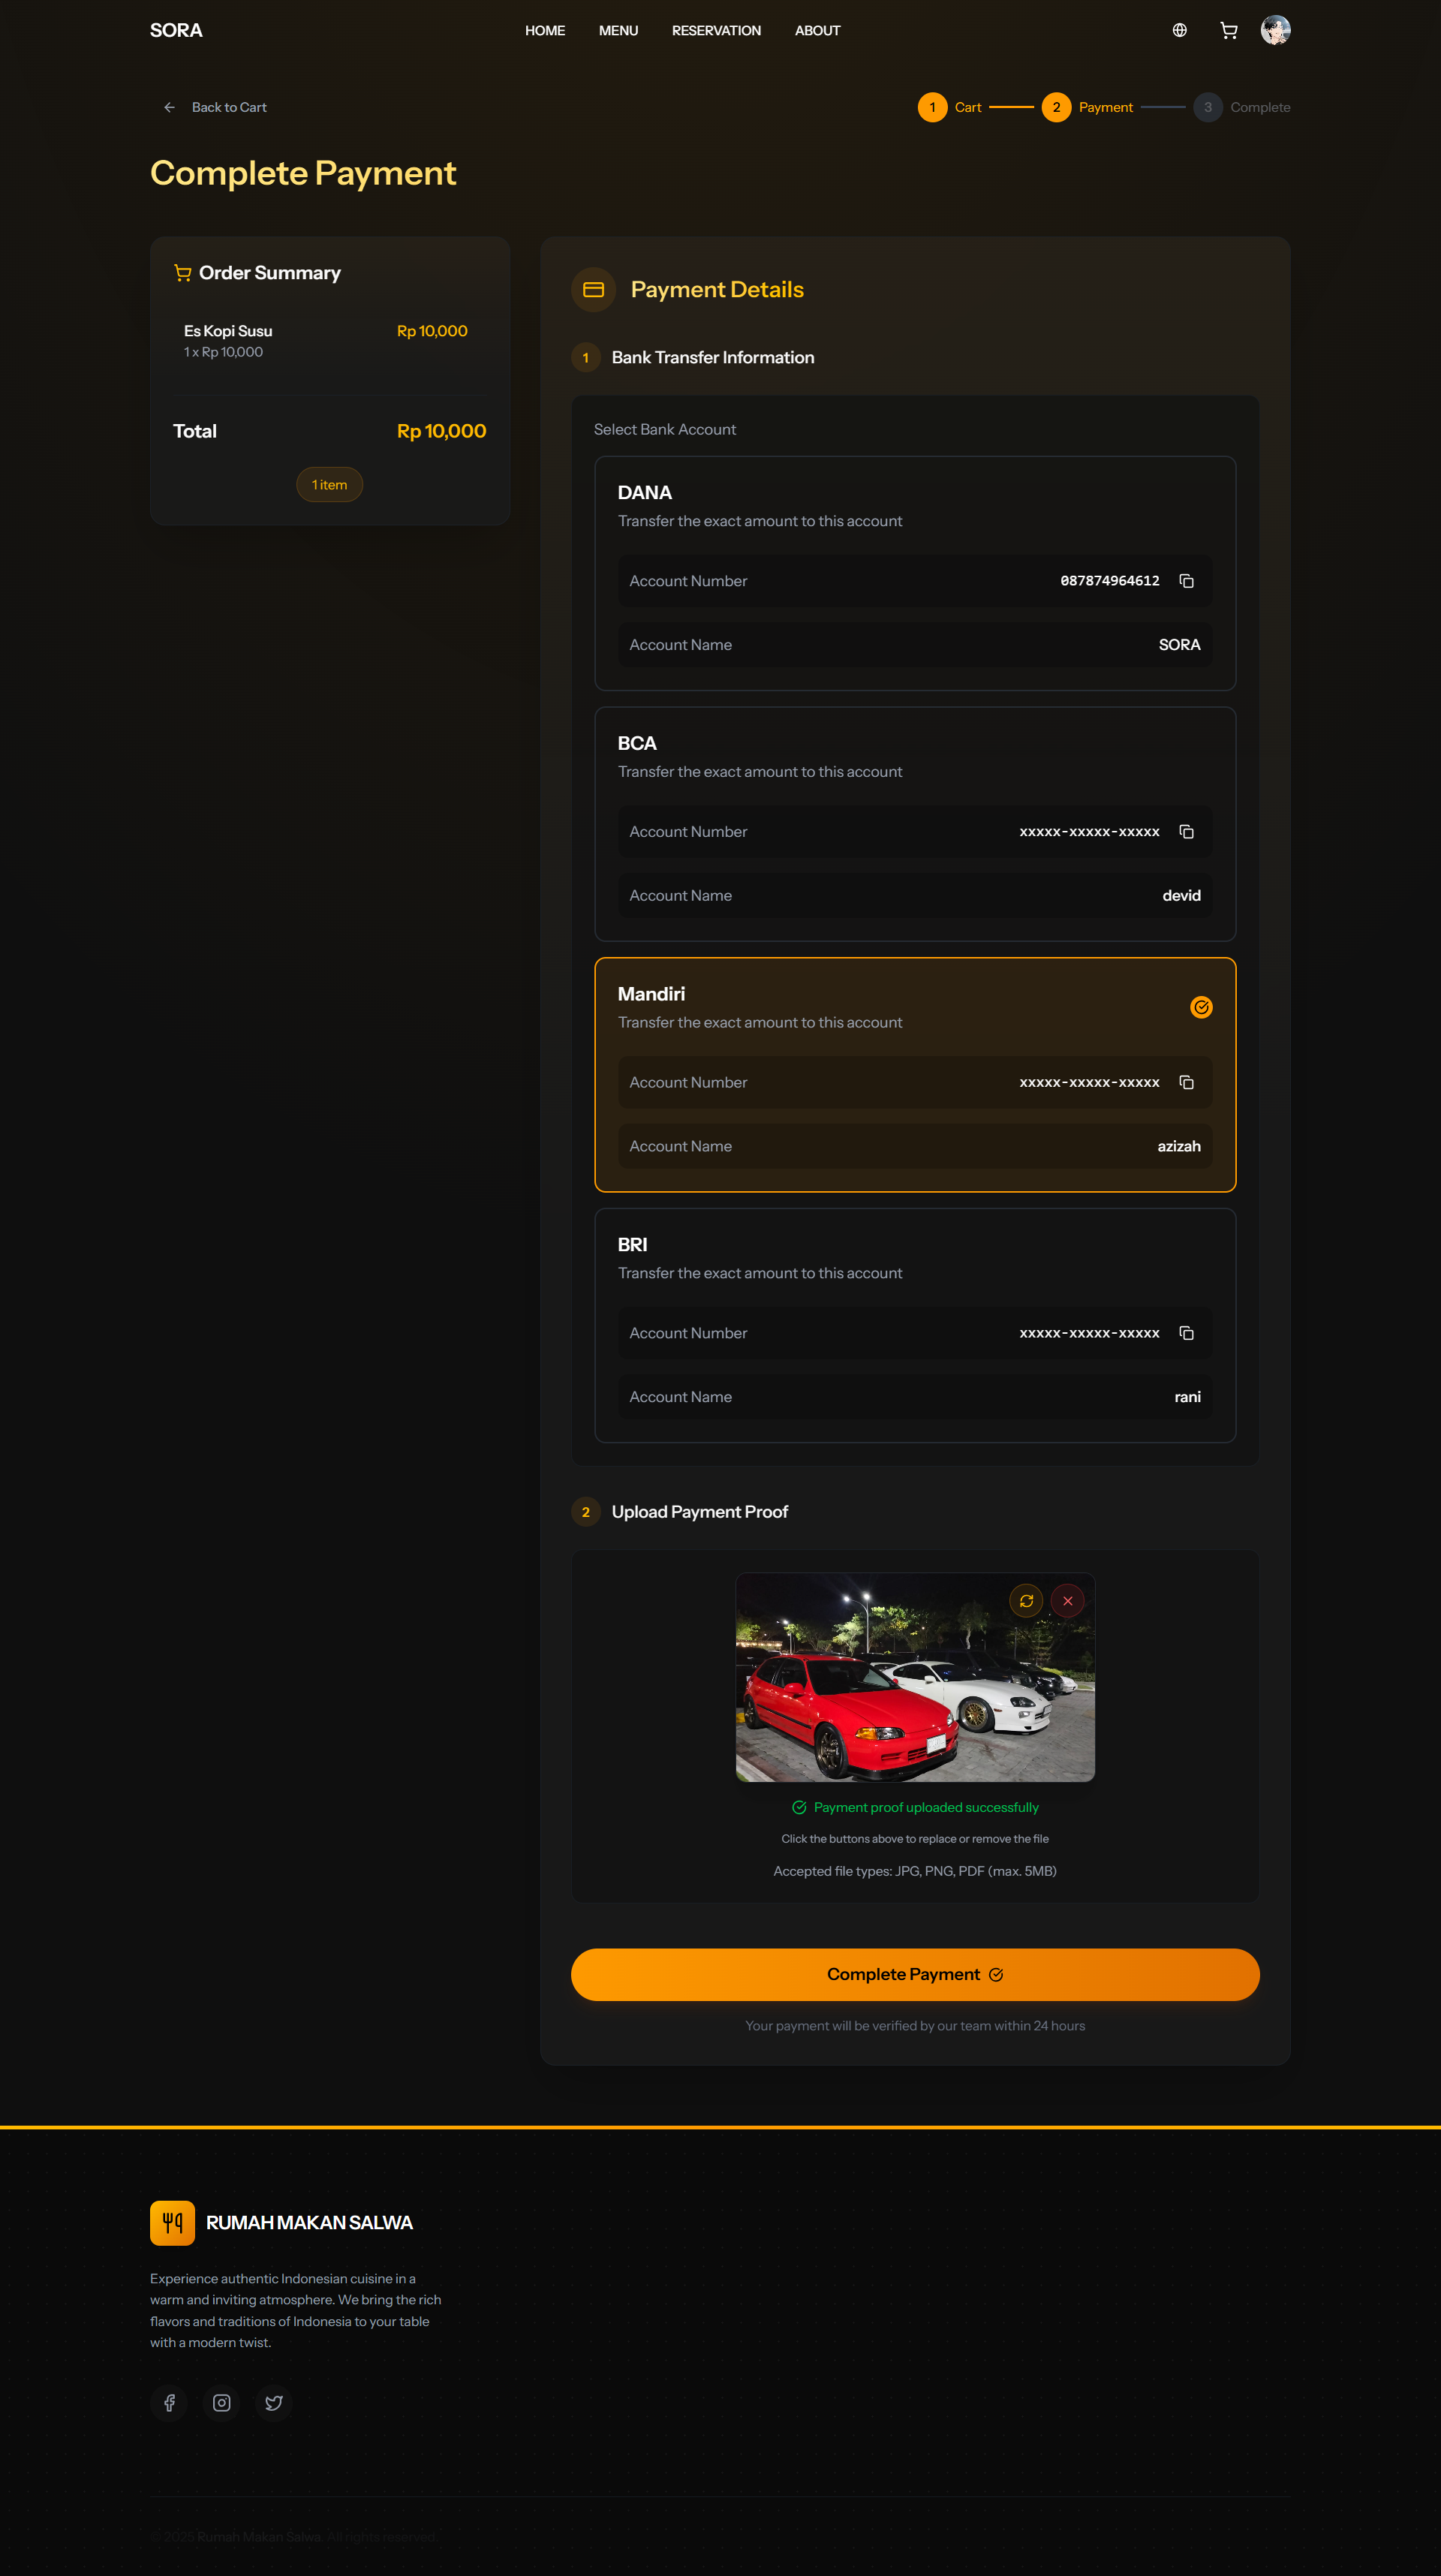 SORA
HOME MENU RESERVATION ABOUT
Back to Cart
1 Cart 2 Payment 3 Complete
Complete Payment
Order Summary
Es Kopi Susu Rp 10,000
1 x Rp 10,000
Total Rp 10,000
1 item
Payment Details
1 Bank Transfer Information
Select Bank Account
DANA
Transfer the exact amount to this account
Account Number 087874964612
Account Name SORA
BCA
Transfer the exact amount to this account
Account Number xxxxx-xxxxx-xxxxx
Account Name devid
Mandiri
Transfer the exact amount to this account
Account Number xxxxx-xxxxx-xxxxx
Account Name azizah
BRI
Transfer the exact amount to this account
Account Number xxxxx-xxxxx-xxxxx
Account Name rani
2 Upload Payment Proof
Payment proof uploaded successfully
Click the buttons above to replace or remove the file
Accepted file types: JPG, PNG, PDF (max. 5MB)
Complete Payment
Your payment will be verified by our team within 24 hours
RUMAH MAKAN SALWA
Experience authentic Indonesian cuisine in a
warm and inviting atmosphere. We bring the rich
flavors and traditions of Indonesia to your table
with a modern twist.
© 2025 Rumah Makan Salwa. All rights reserved.